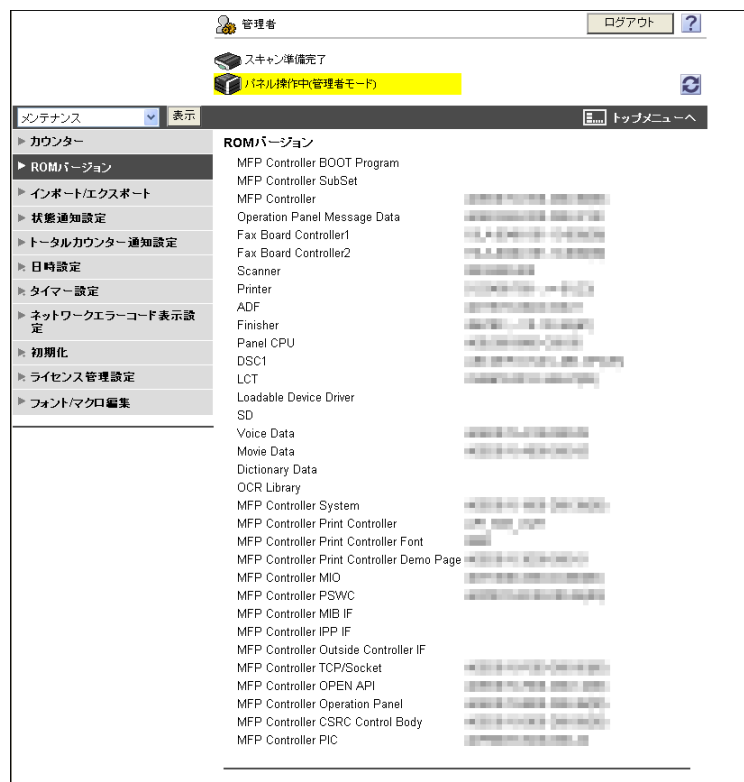 管理者
ログアウト
?
スキャン準備完了
パネル操作中(管理者モード)
メンテナンス
表示
トップメニューへ
カウンター
ROMバージョン
インポート/エクスポート
状態通知設定
トータルカウンター通知設定
日時設定
タイマー設定
ネットワークエラーコード表示設
定
初期化
ライセンス管理設定
フォント/マクロ編集
ROMバージョン
MFP Controller BOOT Program
MFP Controller SubSet
MFP Controller
Operation Panel Message Data
Fax Board Controller1
Fax Board Controller2
Scanner
Printer
ADF
Finisher
Panel CPU
DSC1
LCT
Loadable Device Driver
SD
Voice Data
Movie Data
Dictionary Data
OCR Library
MFP Controller System
MFP Controller Print Controller
MFP Controller Print Controller Font
MFP Controller Print Controller Demo Page
MFP Controller MIO
MFP Controller PSWC
MFP Controller MIB IF
MFP Controller IPP IF
MFP Controller Outside Controller IF
MFP Controller TCP/Socket
MFP Controller OPEN API
MFP Controller Operation Panel
MFP Controller CSRC Control Body
MFP Controller PIC